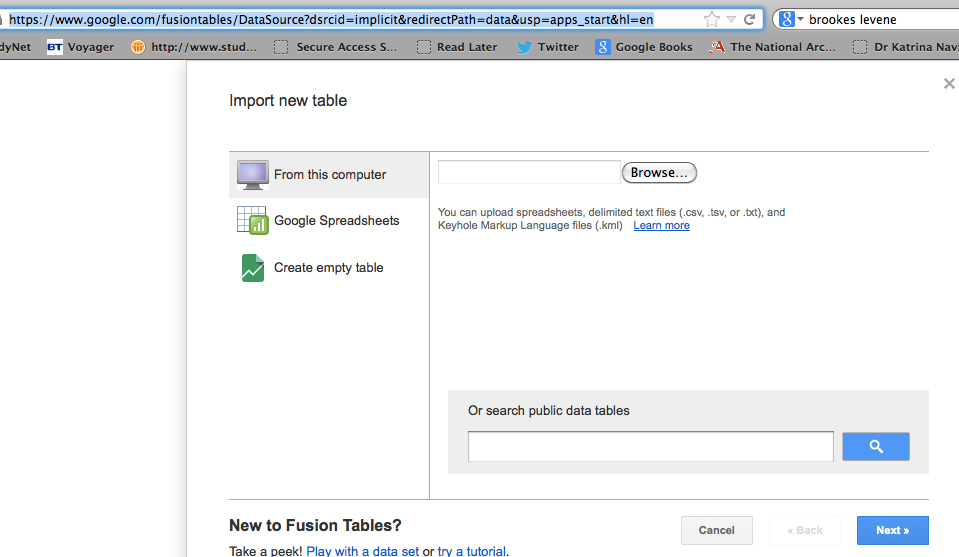 https://www.google.com/fusiontables/DataSource?dsrcid=implicit&redirectPath=data&usp=apps_start&hl=en
brookes levene
dyNet BT Voyager http://www.stud... Secure Access S... Read Later Twitter Google Books The National Arc... Dr Katrina Navi
Import new table
From this computer
Browse...
Google Spreadsheets
You can upload spreadsheets, delimited text files (.csv, .tsv, or .txt), and
Keyhole Markup Language files (.kml) Learn more
Create empty table
Or search public data tables
New to Fusion Tables?
Cancel « Back Next »
Take a peek! Play with a data set or try a tutorial.